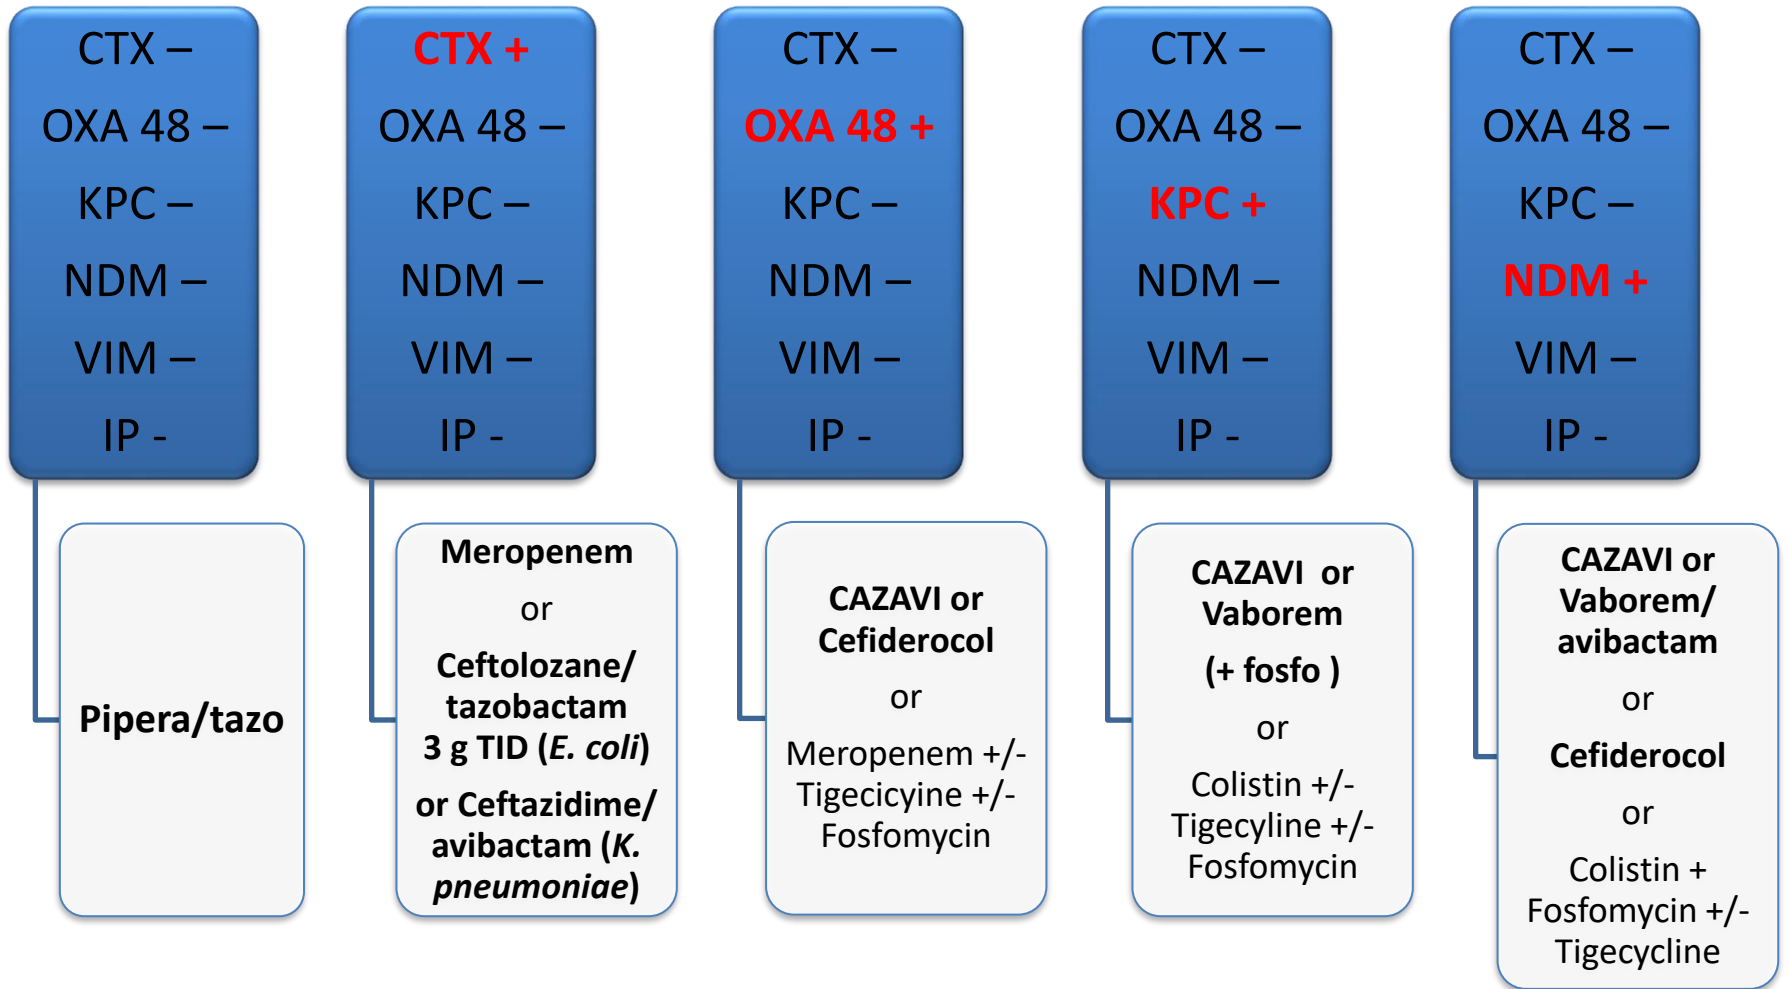 CTX –
OXA 48 –
KPC –
NDM –
VIM –
IP -
Pipera/tazo
CTX +
OXA 48 –
KPC –
NDM –
VIM –
IP -
Meropenem
or
Ceftolozane/
tazobactam
3 g TID (E. coli)
or Ceftazidime/
avibactam (K.
pneumoniae)
CTX –
OXA 48 +
KPC –
NDM –
VIM –
IP -
CAZAVI or
Cefiderocol
or
Meropenem +/-
Tigecicyine +/-
Fosfomycin
CTX –
OXA 48 –
KPC +
NDM –
VIM –
IP -
CAZAVI or
Vaborem
(+ fosfo )
or
Colistin +/-
Tigecyline +/-
Fosfomycin
CTX –
OXA 48 –
KPC –
NDM +
VIM –
IP -
CAZAVI or
Vaborem/
avibactam
or
Cefiderocol
or
Colistin +
Fosfomycin +/-
Tigecycline